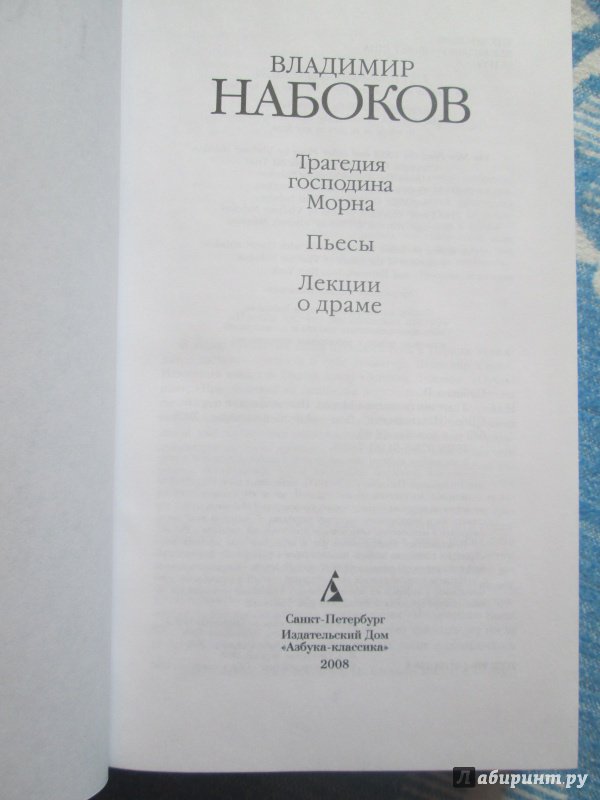 ВЛАДИМИР
НАБОКОВ
Трагедия
господина
Морна
Пьесы
Лекции
о драме
Санкт-Петербург
Издательский Дом
«Азбука-классика»
2008
Лабиринт.ру